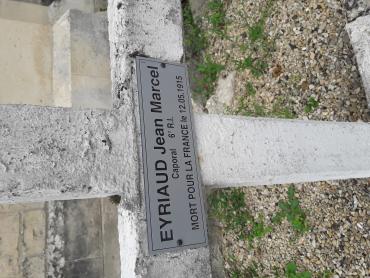 EYRIAUD Jean Marcel
Caporal 6° R.I.
MORT POUR LA FRANCE le 12.05.1915